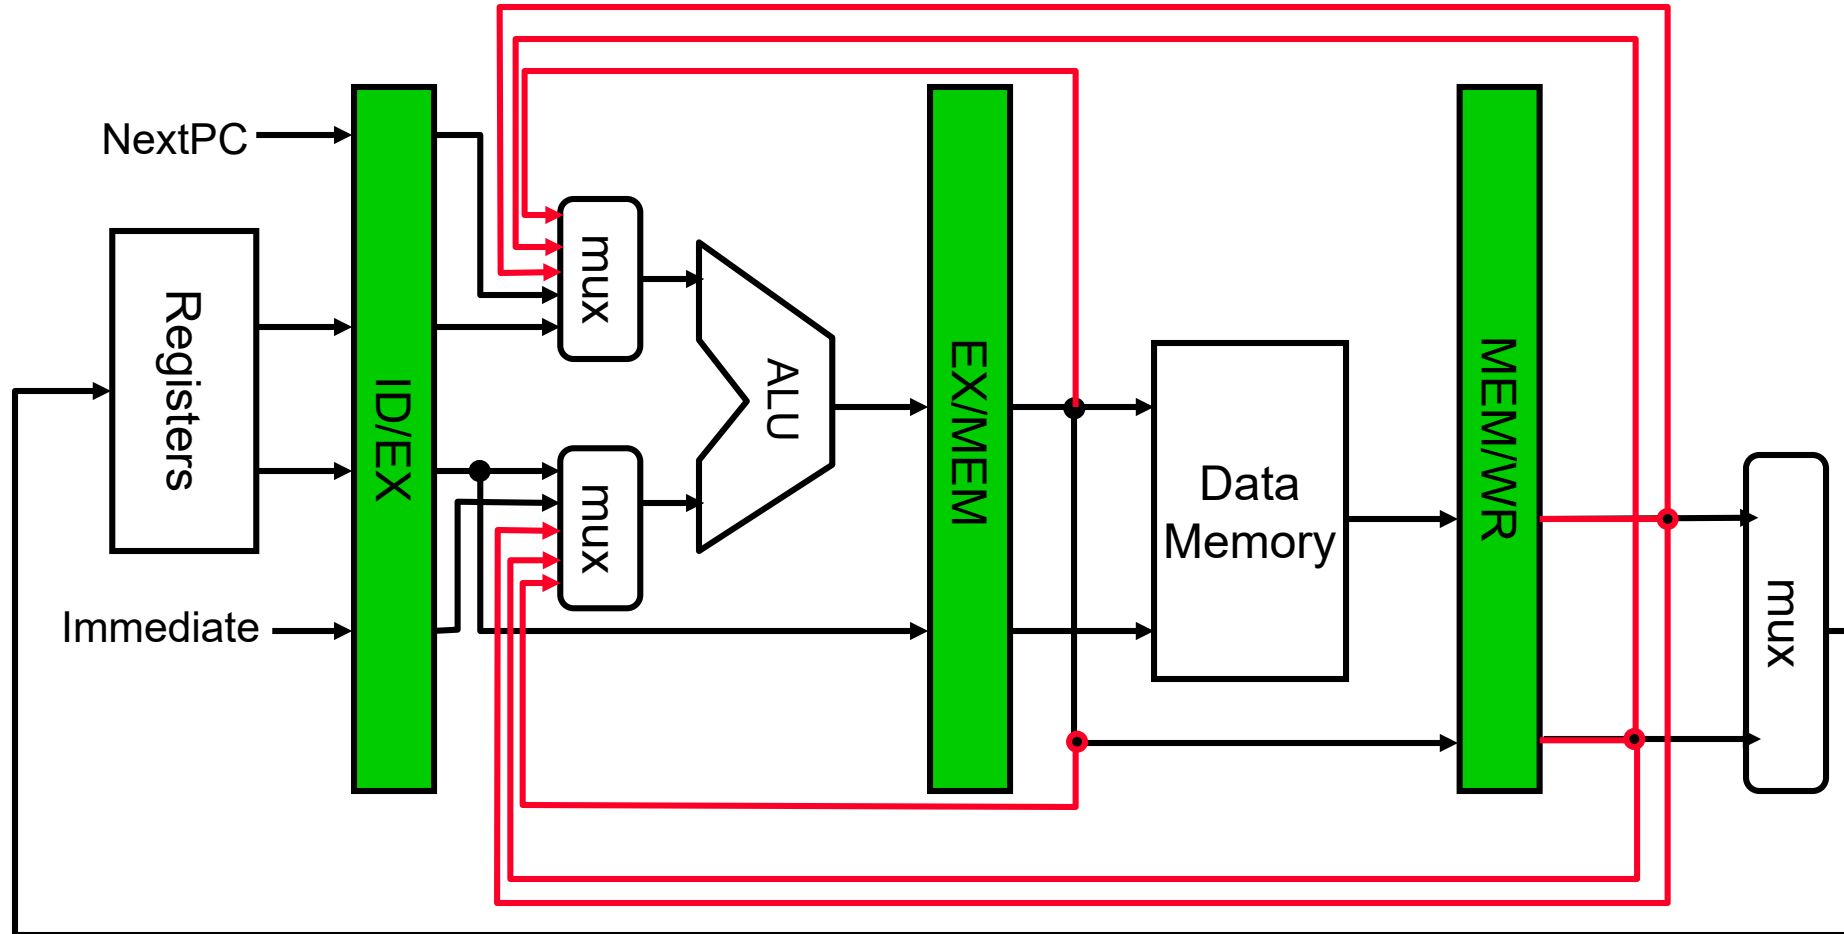 NextPC
Registers
Immediate
ID/EX
mux
mux
ALU
EX/MEM
Data
Memory
MEM/WR
mux